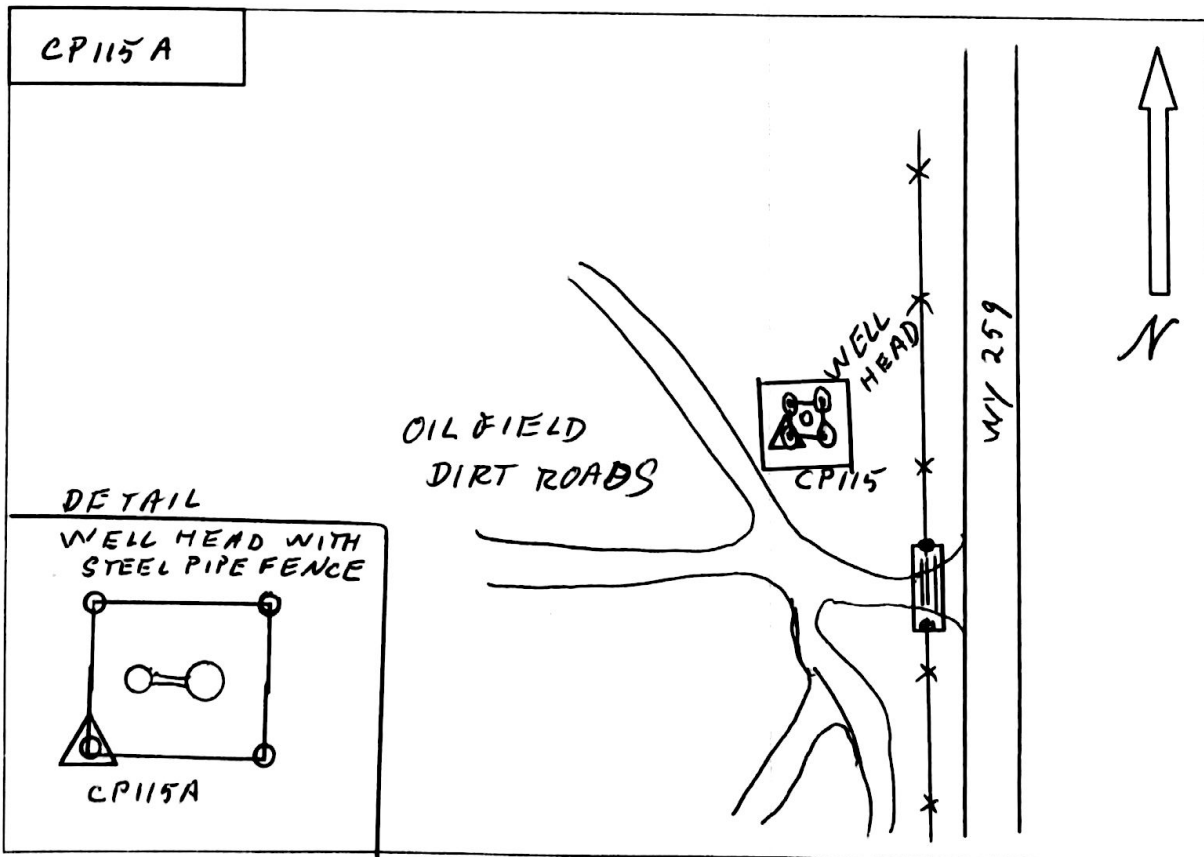 CP115A
N
WELL
HEAD
WY 259
OIL FIELD
DIRT ROADS
CP115
DETAIL
WELL HEAD WITH
STEEL PIPE FENCE
CP115A